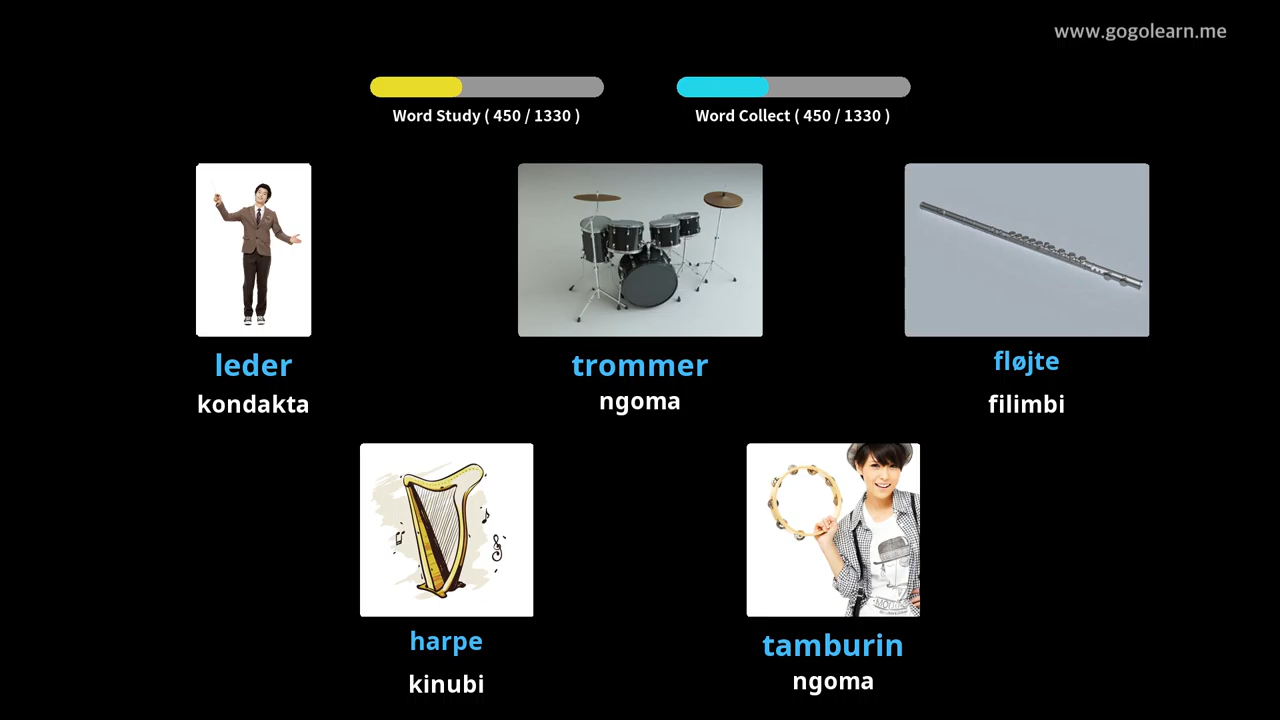 www.gogolearn.me
Word Study ( 450 / 1330 )
Word Collect ( 450 / 1330 )
leder
kondakta
trommer
ngoma
fløjte
filimbi
harpe
kinubi
tamburin
ngoma